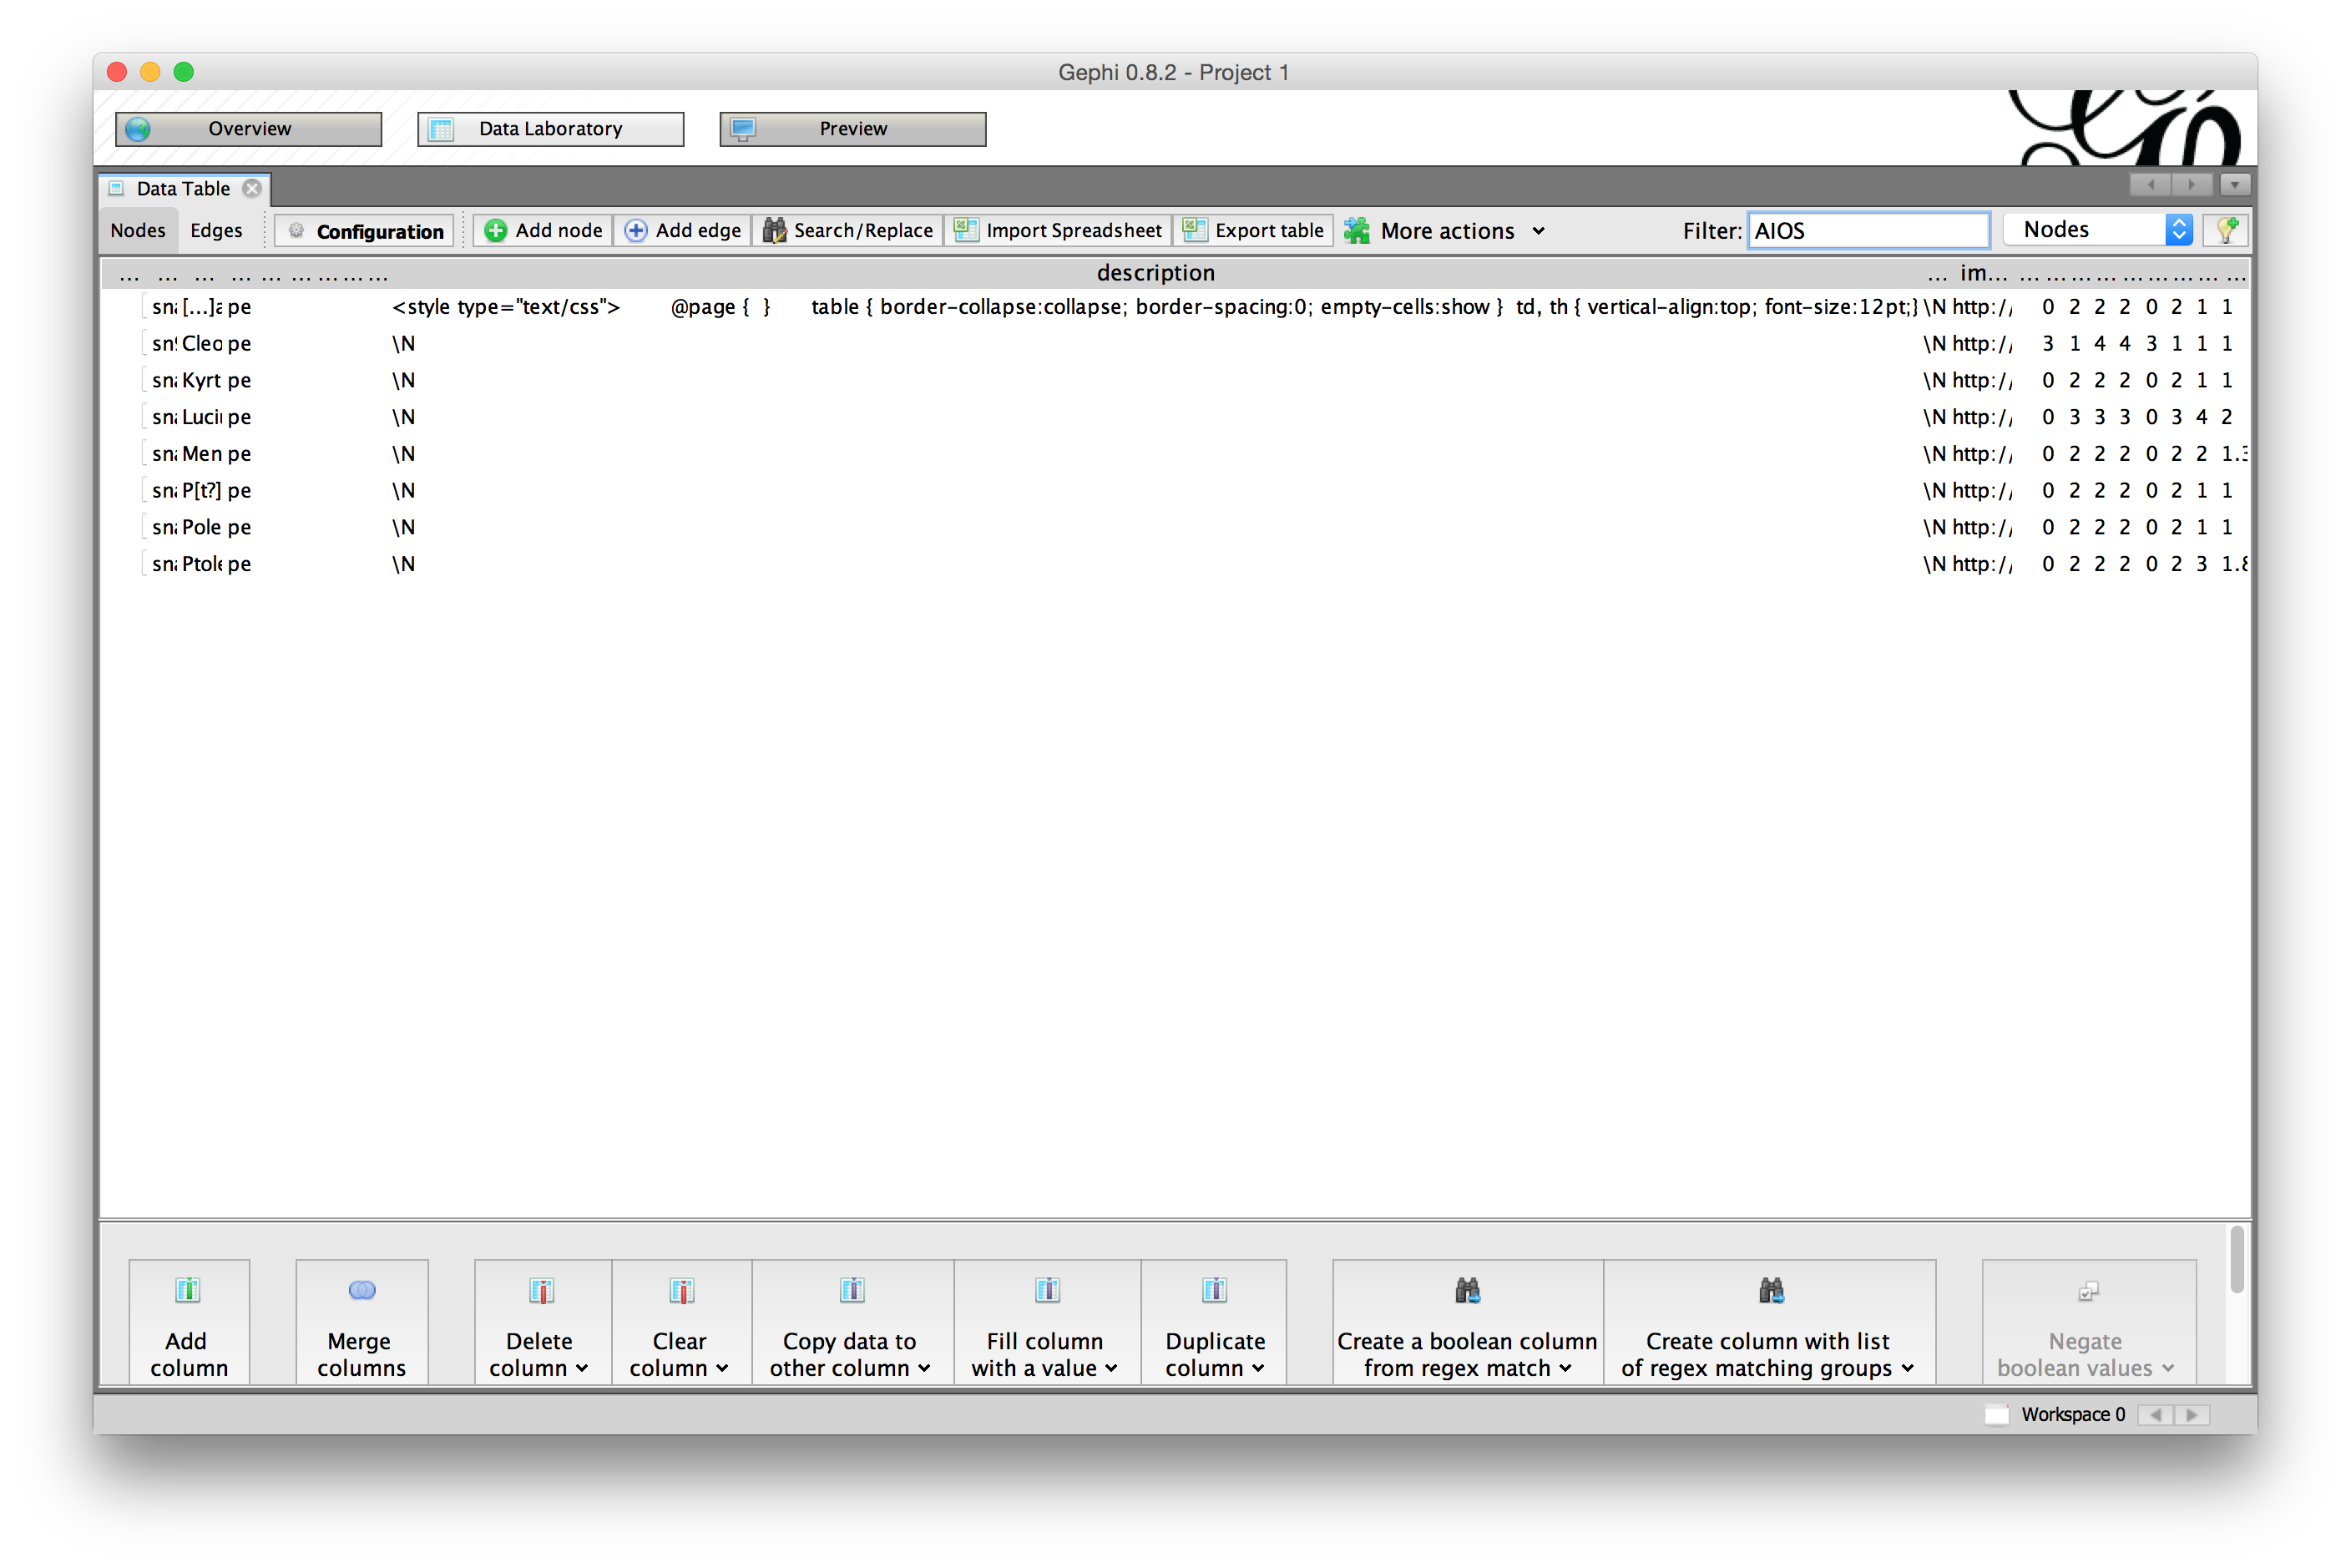 Gephi 0.8.2 - Project 1
Overview Data Laboratory Preview
Data Table
Nodes Edges Configuration Add node Add edge Search/Replace Import Spreadsheet Export table More actions Filter: AIOS Nodes
... ... ... ... ... ... ... ... ... description ... im... ... ... ... ... ... ... ... ... ...
sna [...]a pe <style type="text/css"> @page { } table { border-collapse:collapse; border-spacing:0; empty-cells:show } td, th { vertical-align:top; font-size:12pt;} \N http:// 0 2 2 2 0 2 1 1
sn9 Cleo pe \N \N http:// 3 1 4 4 3 1 1 1
sna Kyrt pe \N \N http:// 0 2 2 2 0 2 1 1
sna Luci pe \N \N http:// 0 3 3 3 0 3 4 2
sna Men pe \N \N http:// 0 2 2 2 0 2 2 1.3
sna P[t?] pe \N \N http:// 0 2 2 2 0 2 1 1
sna Pole pe \N \N http:// 0 2 2 2 0 2 1 1
sna Ptole pe \N \N http:// 0 2 2 2 0 2 3 1.8
Add column
Merge columns
Delete column
Clear column
Copy data to other column
Fill column with a value
Duplicate column
Create a boolean column from regex match
Create column with list of regex matching groups
Negate boolean values
Workspace 0